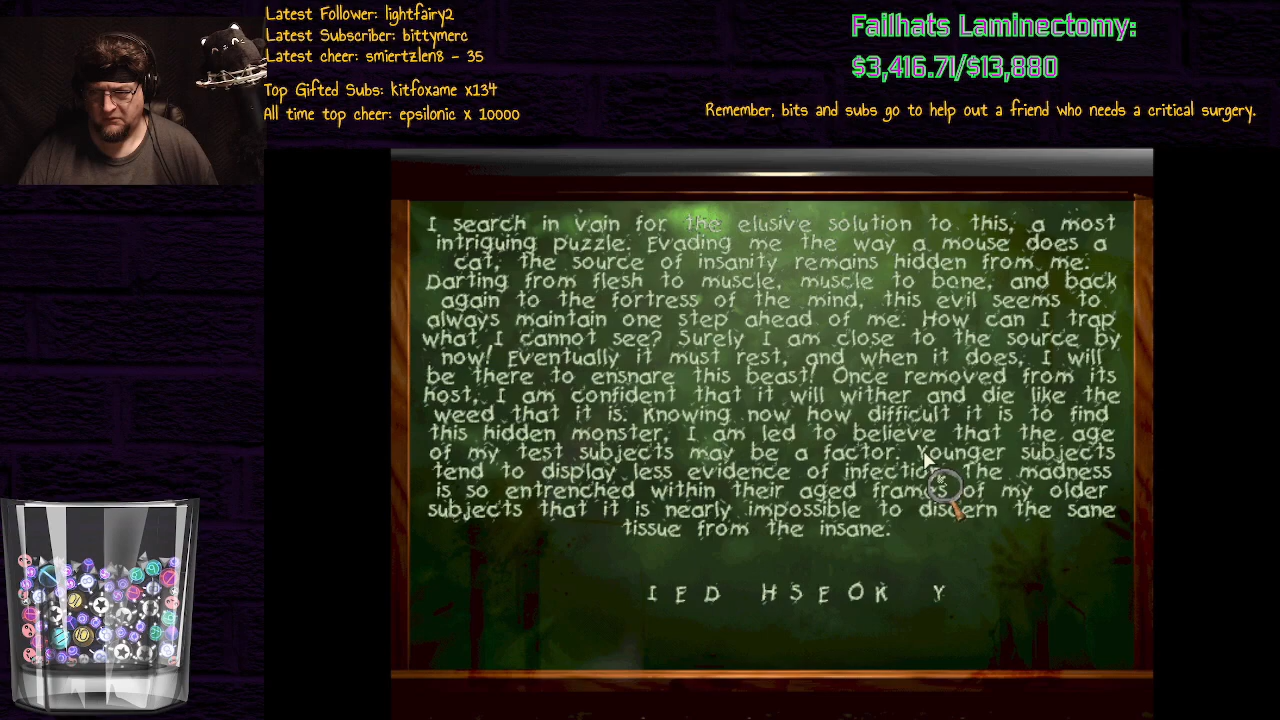 Latest Follower: lightfairy2
Latest Subscriber: bittymerc
Latest cheer: smiertzlen8 - 35
Top Gifted Subs: kitfoxame x134
All time top cheer: epsilonic x 10000
Failhats Laminectomy:
$3,416.71/$13,880
Remember, bits and subs go to help out a friend who needs a critical surgery.
I search in vain for the elusive solution to this, a most
intriguing puzzle. Evading me the way a mouse does a
cat, the source of insanity remains hidden from me.
Darting from flesh to muscle, muscle to bone, and back
again to the fortress of the mind, this evil seems to
always maintain one step ahead of me. How can I trap
what I cannot see? Surely I am close to the source by
now! Eventually it must rest, and when it does, I will
be there to ensnare this beast! Once removed from its
host, I am confident that it will wither and die like the
weed that it is. Knowing now how difficult it is to find
this hidden monster, I am led to believe that the age
of my test subjects may be a factor. Younger subjects
tend to display less evidence of infection. The madness
is so entrenched within their aged frames of my older
subjects that it is nearly impossible to discern the sane
tissue from the insane.
I E D H S E O K Y